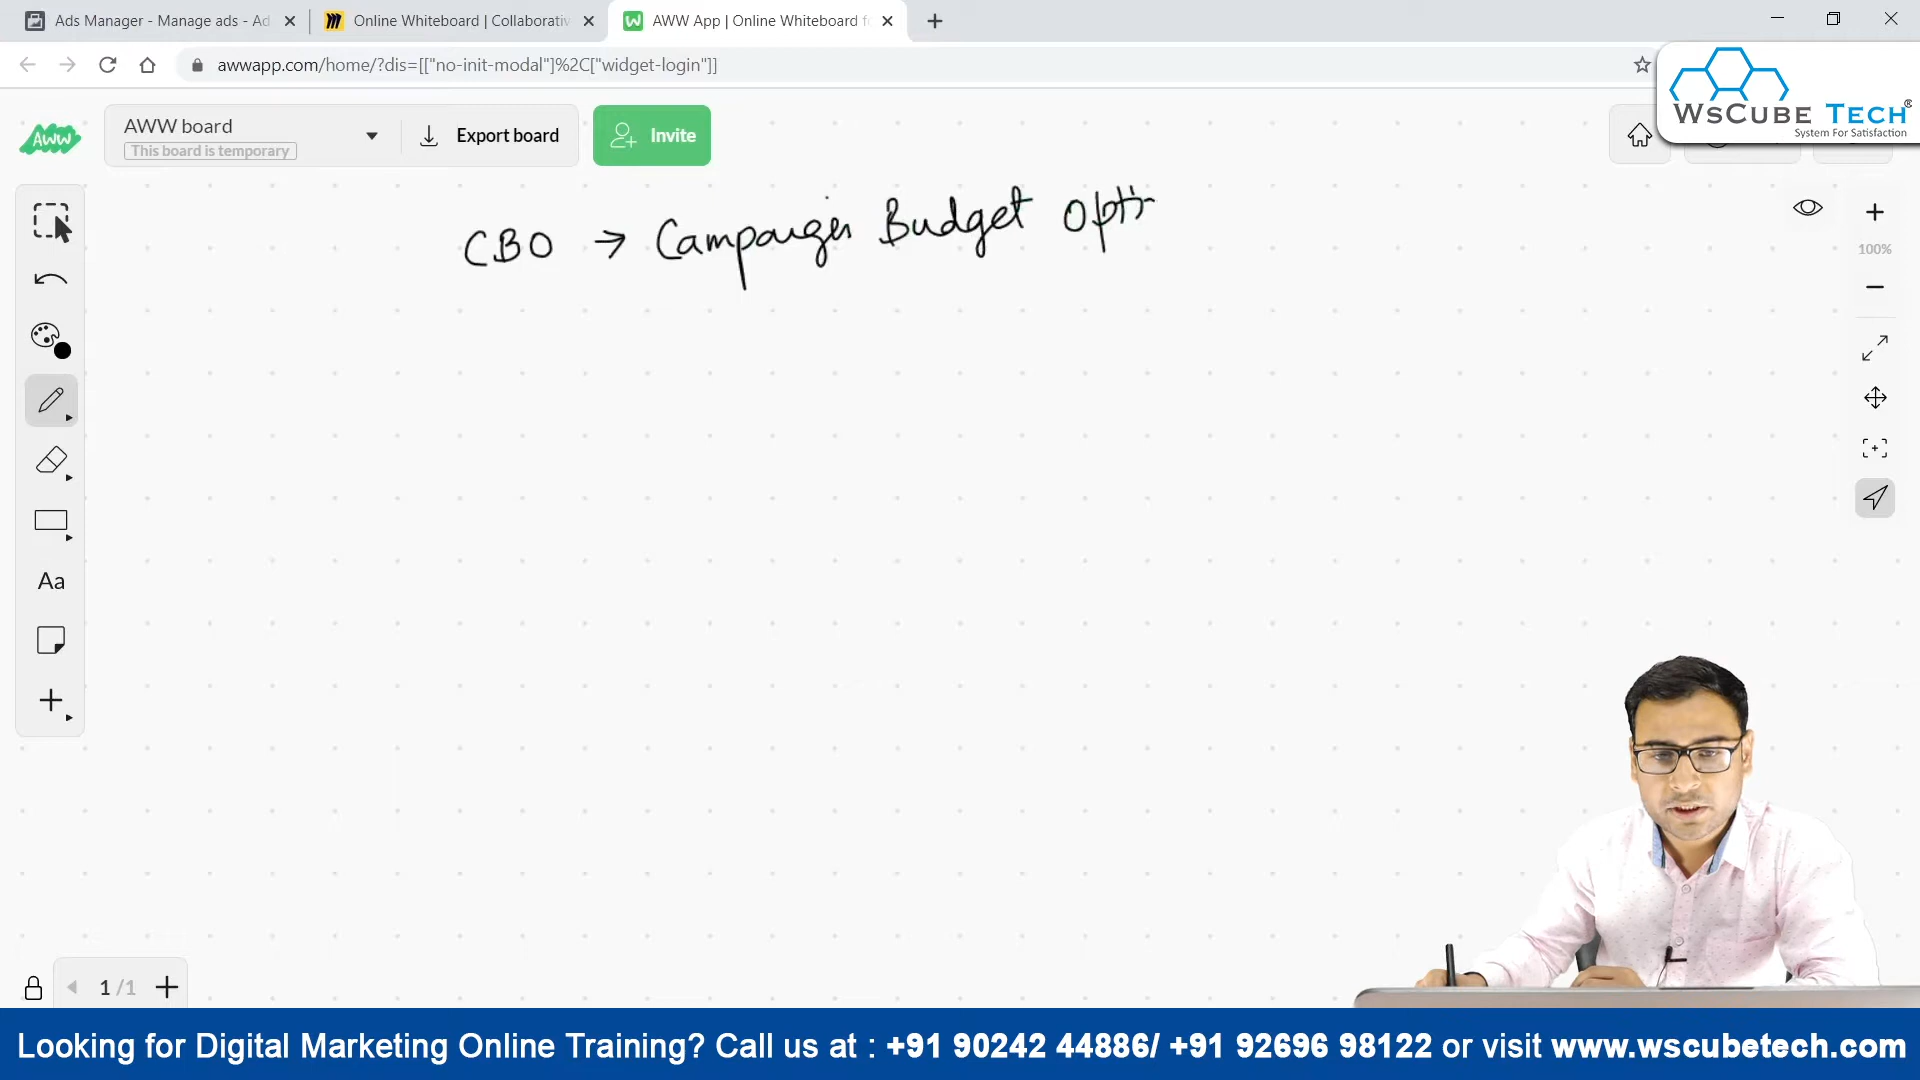 Ads Manager - Manage ads - Ad
Online Whiteboard | Collaborativ
AWW App | Online Whiteboard f
awwapp.com/home/?dis=[["no-init-modal"]%2C["widget-login"]]
WsCube Tech®
System For Satisfaction
AWW
AWW board
This board is temporary
Export board
Invite
CBO → Campaign Budget Opti
100%
Aa
1 /1
Looking for Digital Marketing Online Training? Call us at : +91 90242 44886/ +91 92696 98122 or visit www.wscubetech.com